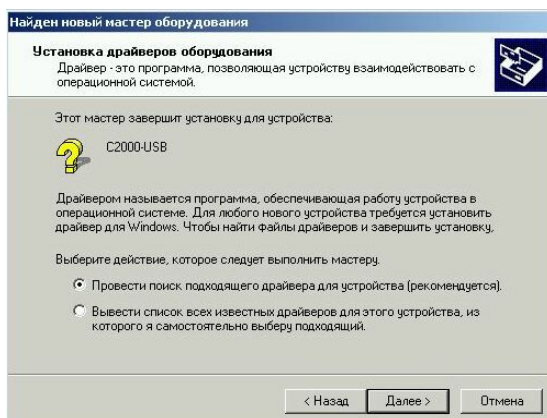 Найден новый мастер оборудования
Установка драйверов оборудования
Драйвер - это программа, позволяющая устройству взаимодействовать с
операционной системой.
Этот мастер завершит установку для устройства:
C2000-USB
Драйвером называется программа, обеспечивающая работу устройства в
операционной системе. Для любого нового устройства требуется установить
драйвер для Windows. Чтобы найти файлы драйверов и завершить установку,
Выберите действие, которое следует выполнить мастеру.
Провести поиск подходящего драйвера для устройства (рекомендуется).
Вывести список всех известных драйверов для этого устройства, из
которого я самостоятельно выберу подходящий.
< Назад Далее > Отмена